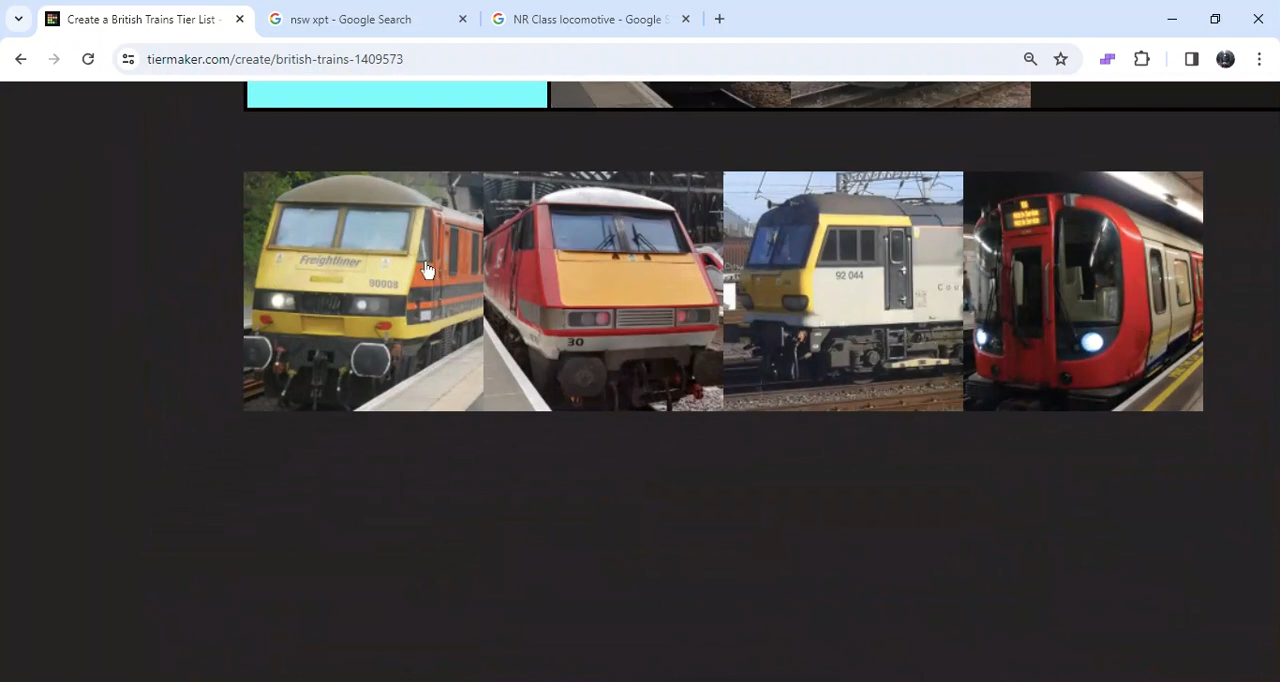 Create a British Trains Tier List -
nsw xpt - Google Search
NR Class locomotive - Google S
tiermaker.com/create/british-trains-1409573
Freightliner
90008
30
92 044
Cou